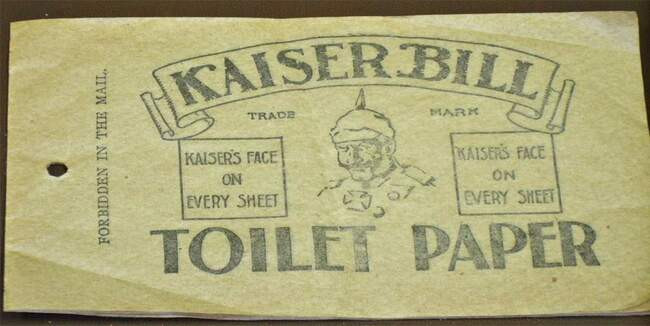 FORBIDDEN IN THE MAIL.
KAISER BILL
TRADE MARK
KAISER'S FACE
ON
EVERY SHEET
KAISER'S FACE
ON
EVERY SHEET
TOILET PAPER